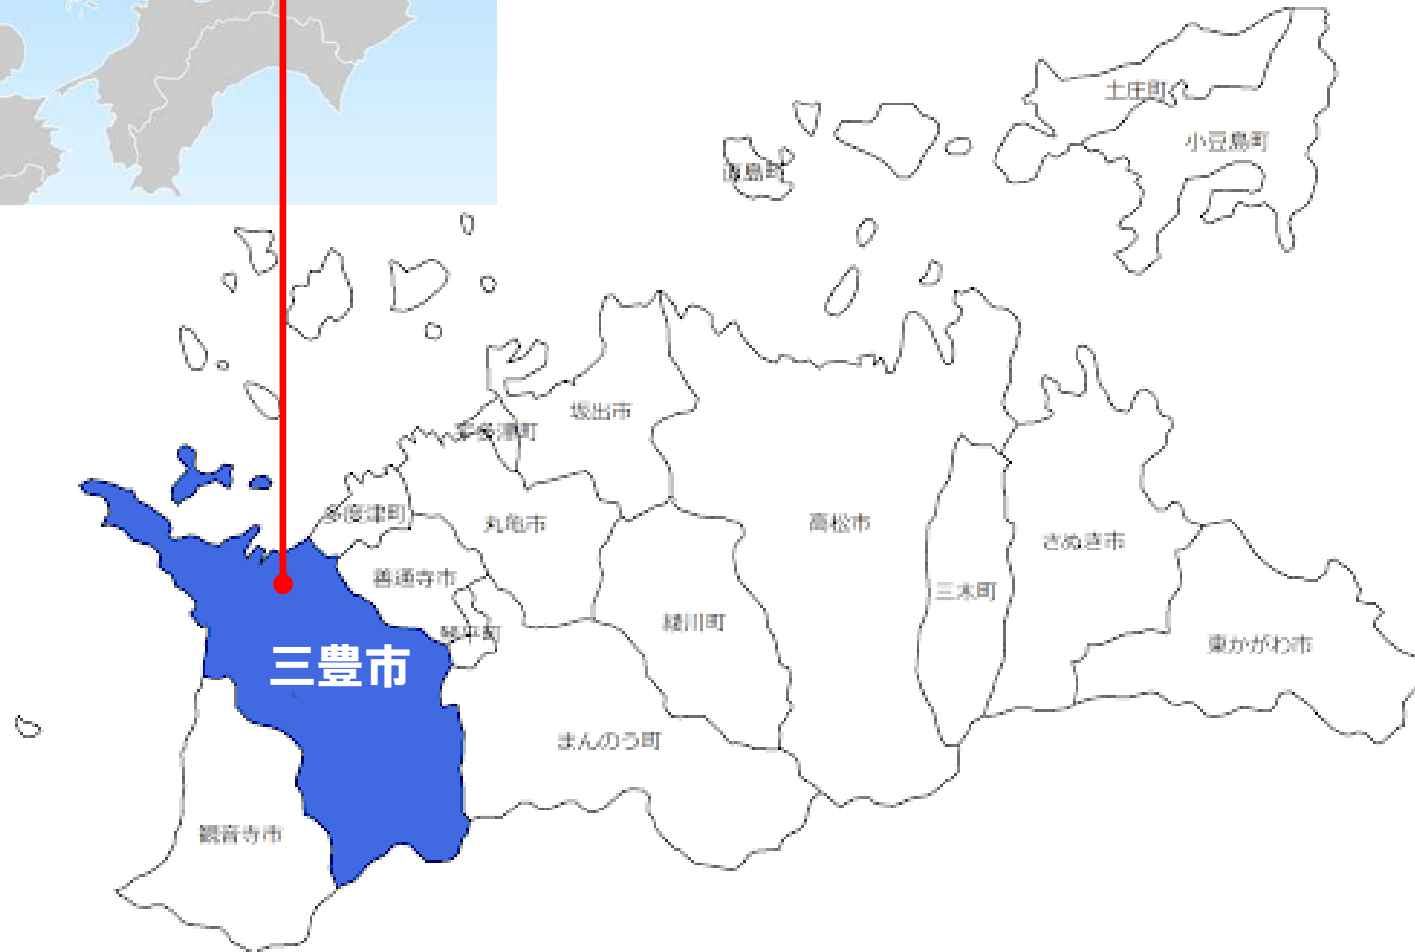 土庄町
小豆島町
直島町
坂出市
宇多津町
多度津町
丸亀市
高松市
さぬき市
善通寺市
三木町
琴平町
綾川町
東かがわ市
三豊市
まんのう町
観音寺市